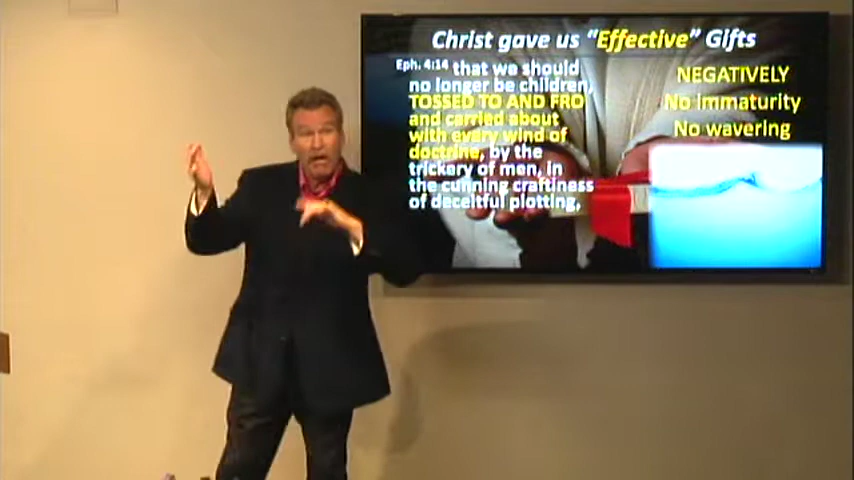 Christ gave us "Effective" Gifts
Eph. 4:14 that we should
no longer be children,
TOSSED TO AND FRO
and carried about
with every wind of
doctrine, by the
trickery of men, in
the cunning craftiness
of deceitful plotting,
NEGATIVELY
No immaturity
No wavering